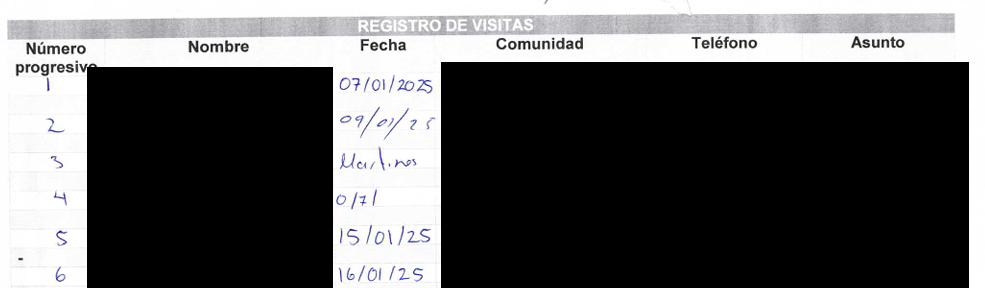 REGISTRO DE VISITAS
Número progresivo Nombre Fecha Comunidad Teléfono Asunto
1 07/01/2025
2 09/01/25
3 Martines
4 0/7/
5 15/01/25
6 16/01/25